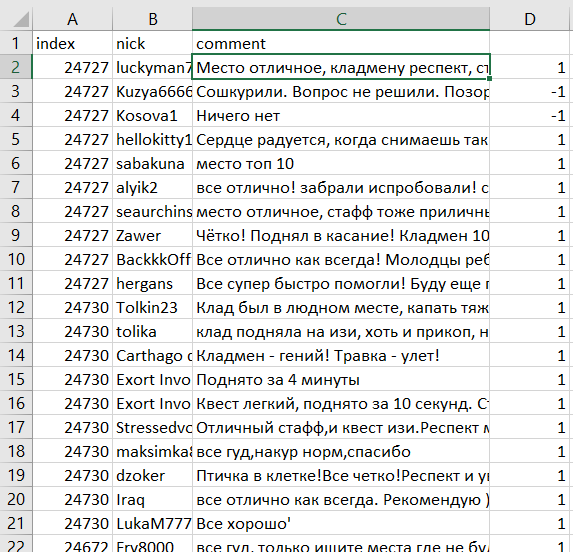 A B C D
1 index nick comment
2 24727 luckyman7 Место отличное, кладмену респект, ст 1
3 24727 Kuzya6666 Сошкурили. Вопрос не решили. Позор -1
4 24727 Kosova1 Ничего нет -1
5 24727 hellokitty1 Сердце радуется, когда снимаешь так 1
6 24727 sabakuna место топ 10 1
7 24727 alyik2 все отлично! забрали испробовали! с 1
8 24727 seaurchins место отличное, стафф тоже приличнь 1
9 24727 Zawer Чётко! Поднял в касание! Кладмен 10 1
10 24727 BackkkOff Все отлично как всегда! Молодцы реб 1
11 24727 hergans Все супер быстро помогли! Буду еще г 1
12 24730 Tolkin23 Клад был в людном месте, капать тяж 1
13 24730 tolika клад подняла на изи, хоть и прикоп, н 1
14 24730 Carthago с Кладмен - гений! Травка - улет! 1
15 24730 Exort Invo Поднято за 4 минуты 1
16 24730 Exort Invo Квест легкий, поднято за 10 секунд. Ст 1
17 24730 Stressedvo Отличный стафф,и квест изи.Респект м 1
18 24730 maksimka8 все гуд,накур норм,спасибо 1
19 24730 dzoker Птичка в клетке!Все четко!Респект и ув 1
20 24730 Iraq все отлично как всегда. Рекомендую ) 1
21 24730 LukaM777 Все хорошо' 1
22 24672 Fry8000 все гуд, только ищите места где не буд 1